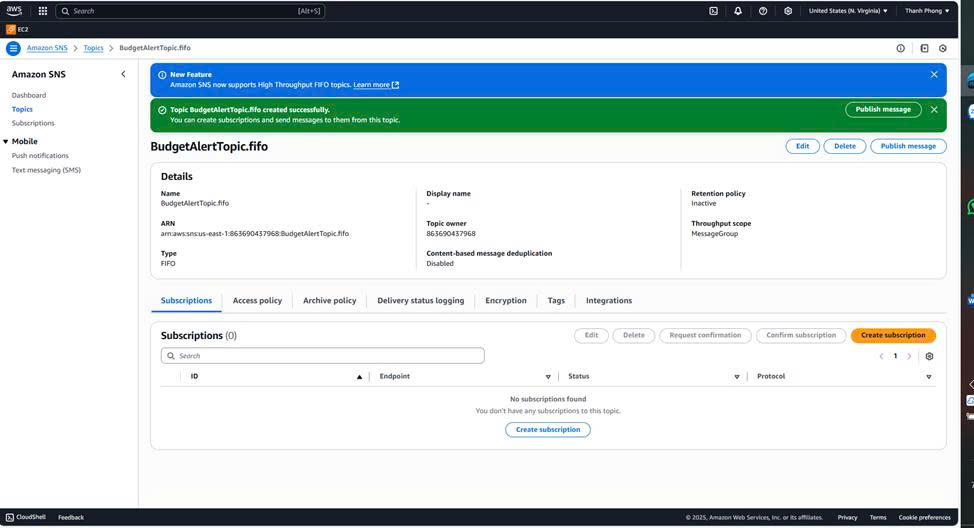 aws
Search [Alt+S]
United States (N. Virginia)
Thanh Phong
EC2
Amazon SNS
Topics
BudgetAlertTopic.fifo
Amazon SNS
Dashboard
Topics
Subscriptions
Mobile
Push notifications
Text messaging (SMS)
New Feature
Amazon SNS now supports High Throughput FIFO topics. Learn more
Topic BudgetAlertTopic.fifo created successfully.
You can create subscriptions and send messages to them from this topic.
Publish message
BudgetAlertTopic.fifo
Edit
Delete
Publish message
Details
Name
BudgetAlertTopic.fifo
ARN
arn:aws:sns:us-east-1:863690437968:BudgetAlertTopic.fifo
Type
FIFO
Display name
-
Topic owner
863690437968
Content-based message deduplication
Disabled
Retention policy
Inactive
Throughput scope
MessageGroup
Subscriptions
Access policy
Archive policy
Delivery status logging
Encryption
Tags
Integrations
Subscriptions (0)
Edit
Delete
Request confirmation
Confirm subscription
Create subscription
Search
1
ID
Endpoint
Status
Protocol
No subscriptions found
You don't have any subscriptions to this topic.
Create subscription
CloudShell
Feedback
© 2025, Amazon Web Services, Inc. or its affiliates.
Privacy
Terms
Cookie preferences